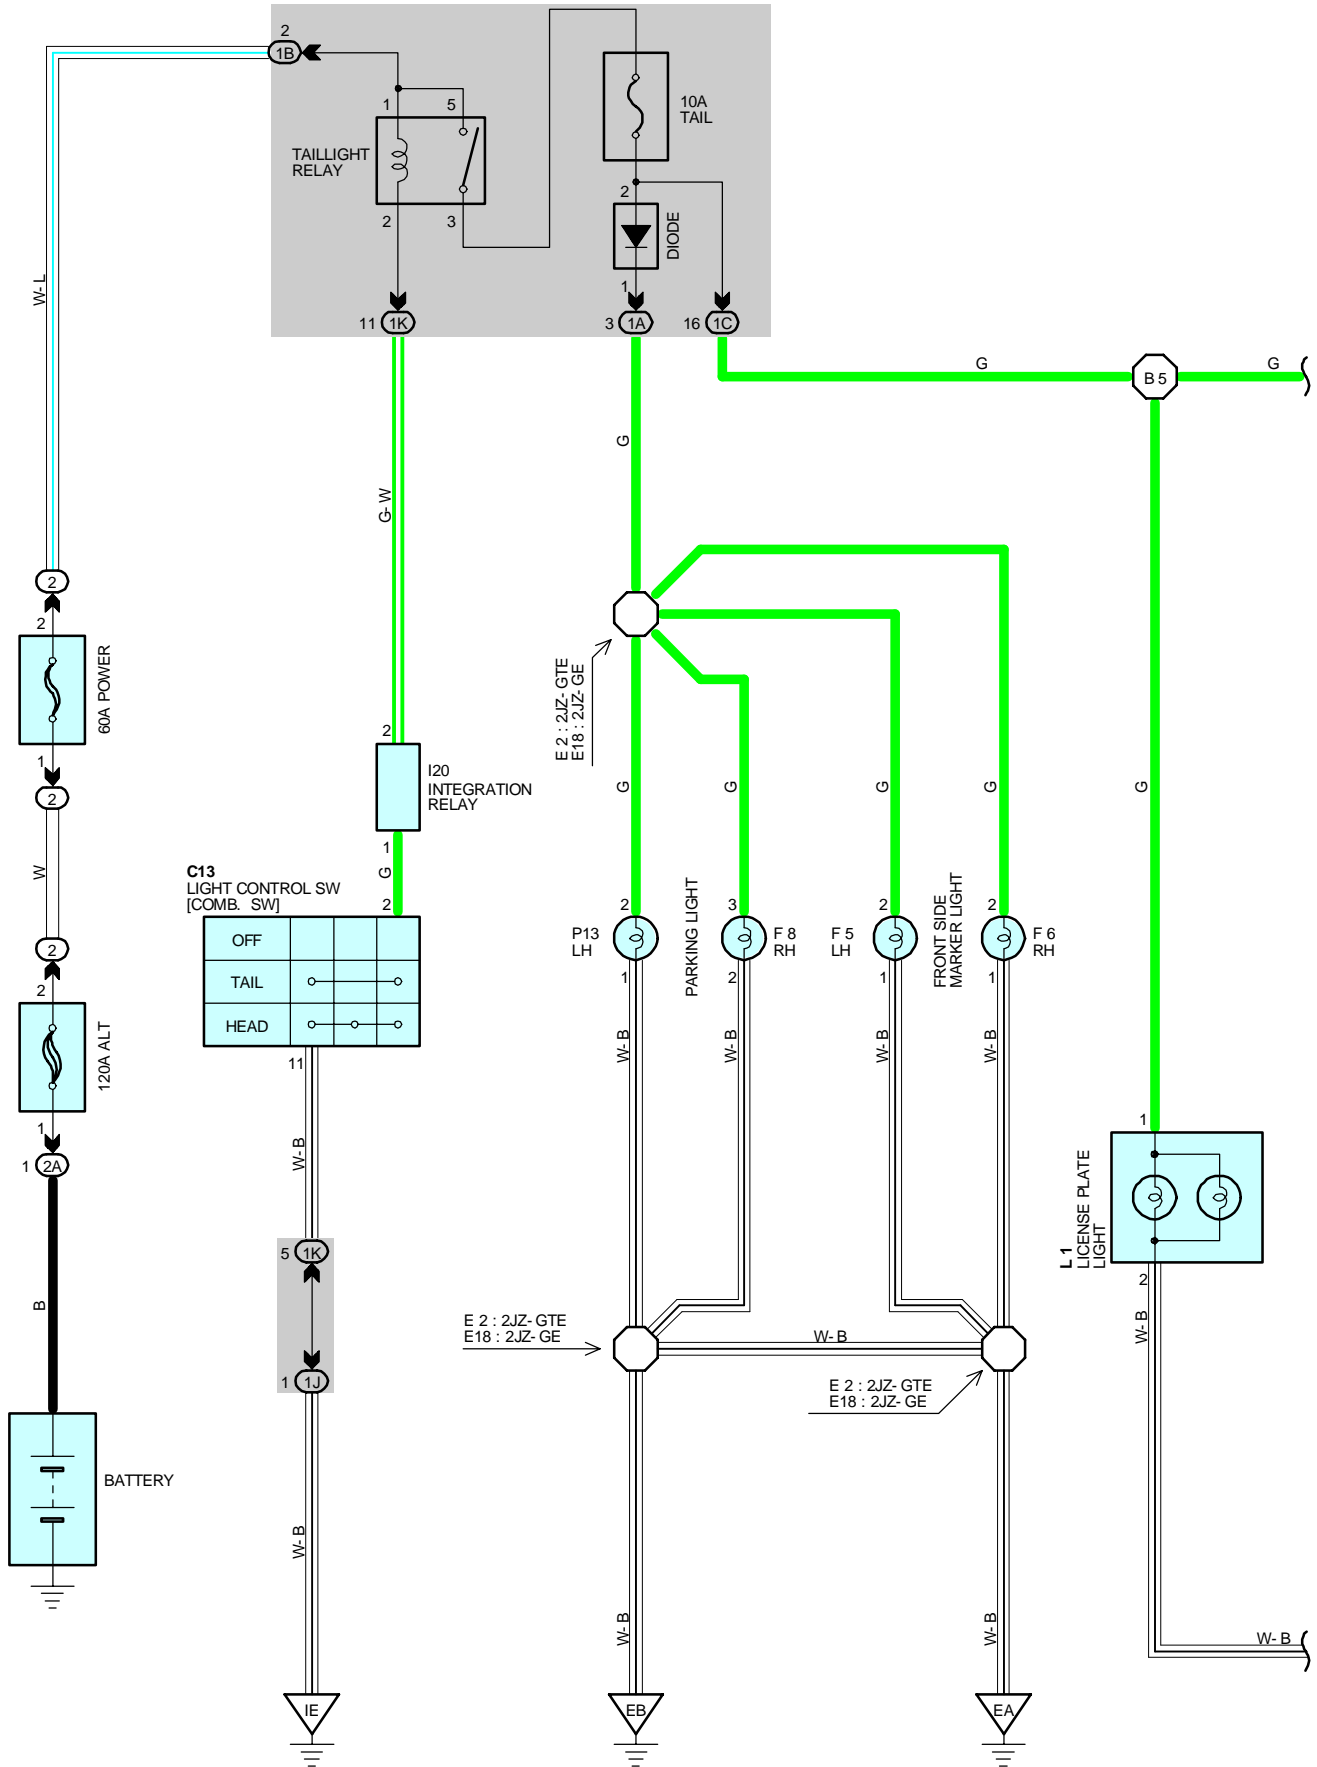 2
1B
1
5
10A
TAIL
TAILLIGHT
RELAY
2
DIODE
2
3
W-L
1
11 1K
3 1A
16 1C
G
B 5
G
G
G-W
2
2
60A POWER
E 2 : 2JZ-GTE
E18 : 2JZ-GE
1
2
2
I20
INTEGRATION
RELAY
G
G
G
G
G
W
1
G
C13
LIGHT CONTROL SW
[COMB. SW]
2
OFF
TAIL
HEAD
2
P13
LH
1
PARKING LIGHT
3
F 8
RH
2
2
F 5
LH
1
FRONT SIDE
MARKER LIGHT
2
F 6
RH
1
2
2
120A ALT
11
W-B
W-B
W-B
W-B
1
1 2A
W-B
1
L 1
LICENSE PLATE
LIGHT
2
5 1K
B
W-B
E 2 : 2JZ-GTE
E18 : 2JZ-GE
W-B
1 1J
E 2 : 2JZ-GTE
E18 : 2JZ-GE
BATTERY
W-B
W-B
W-B
W-B
IE
EB
EA